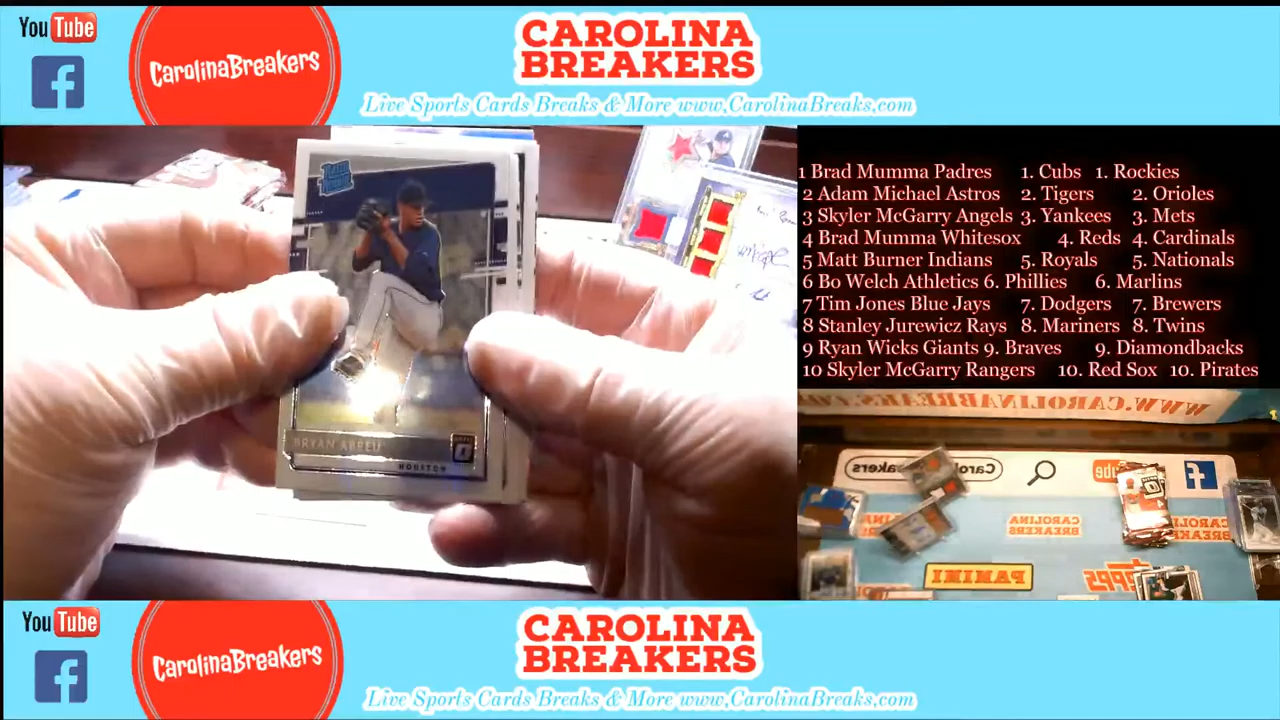 You Tube
CarolinaBreakers
CAROLINA
BREAKERS
Live Sports Cards Breaks & More www.CarolinaBreaks.com
1 Brad Mumma Padres 1. Cubs 1. Rockies
2 Adam Michael Astros 2. Tigers 2. Orioles
3 Skyler McGarry Angels 3. Yankees 3. Mets
4 Brad Mumma Whitesox 4. Reds 4. Cardinals
5 Matt Burner Indians 5. Royals 5. Nationals
6 Bo Welch Athletics 6. Phillies 6. Marlins
7 Tim Jones Blue Jays 7. Dodgers 7. Brewers
8 Stanley Jurewicz Rays 8. Mariners 8. Twins
9 Ryan Wicks Giants 9. Braves 9. Diamondbacks
10 Skyler McGarry Rangers 10. Red Sox 10. Pirates
RATED
ROOKIE
BRYAN ABREU
HOUSTON
WWW.CAROLINABREAKS.COM
Tube
CAROLINA
BREAKERS
PANINI
TOPPS
You Tube
CarolinaBreakers
CAROLINA
BREAKERS
Live Sports Cards Breaks & More www.CarolinaBreaks.com